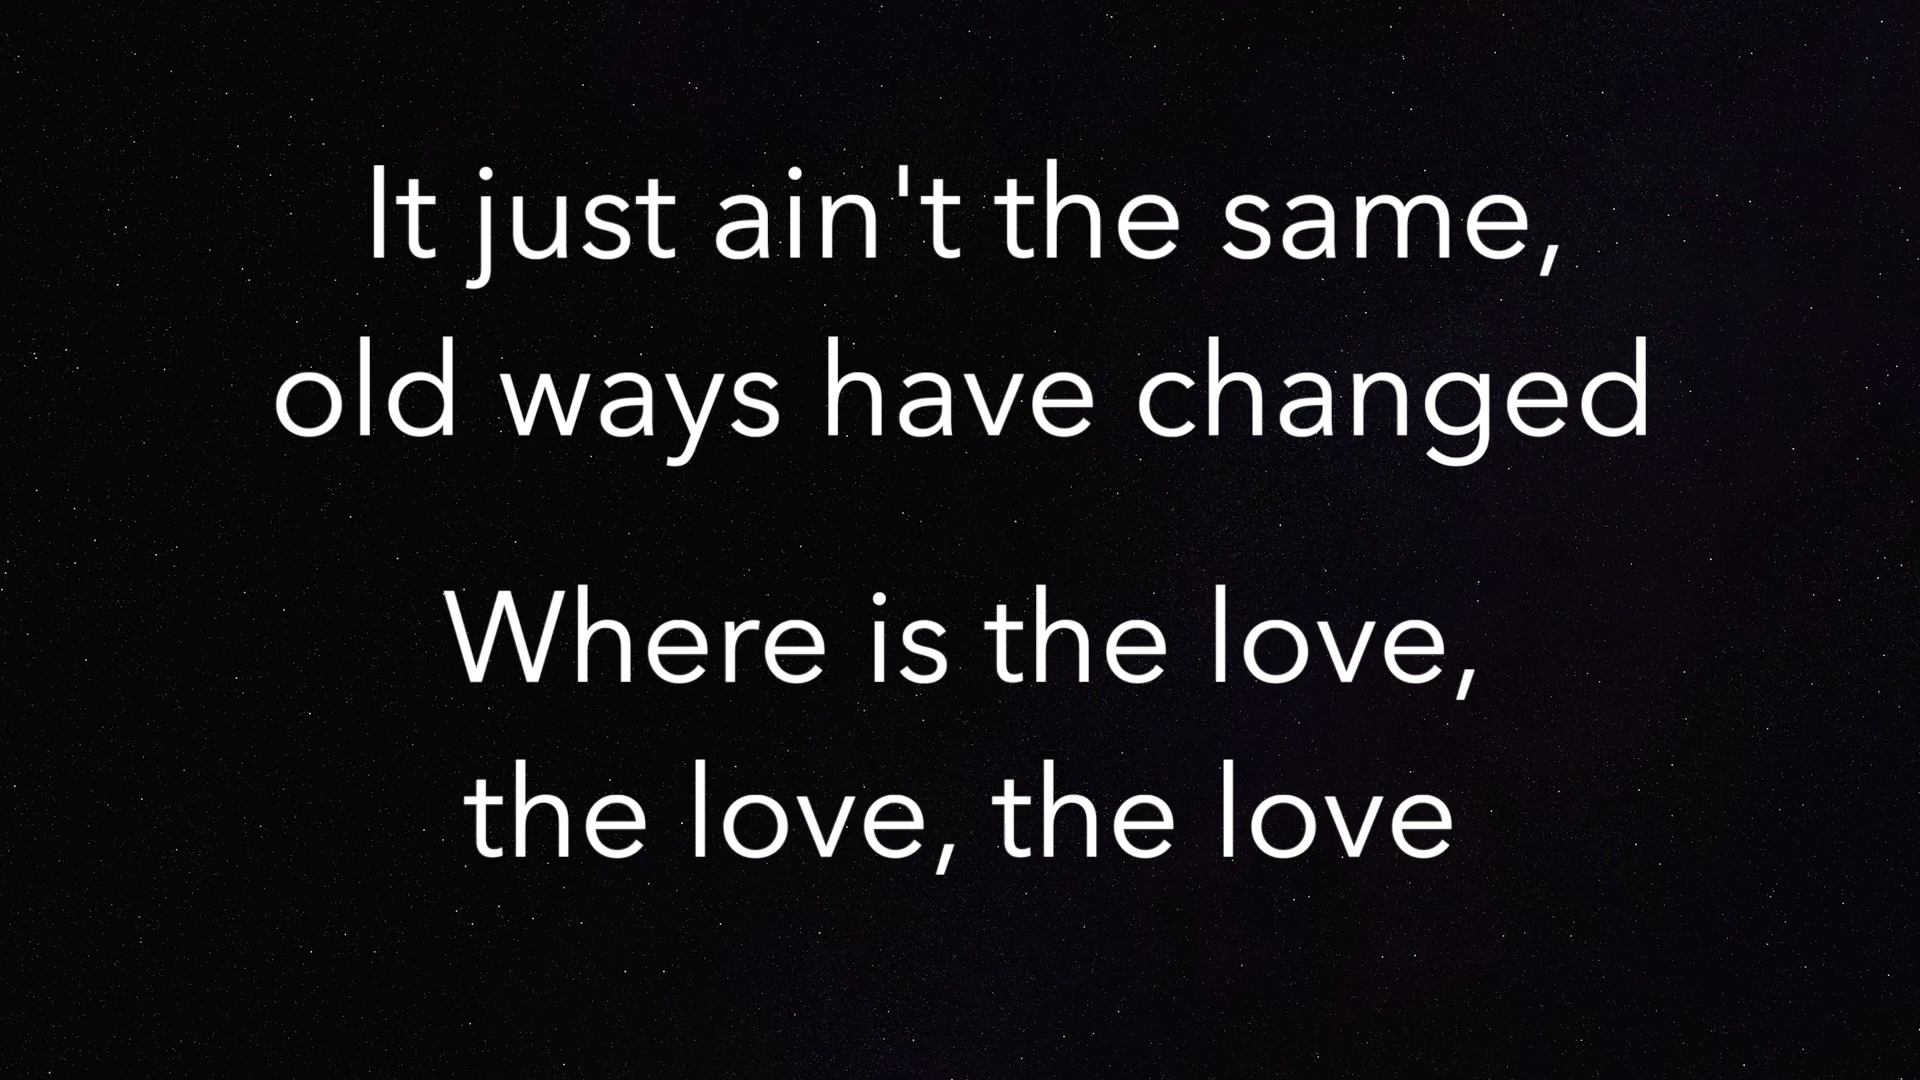 It just ain't the same,
old ways have changed
Where is the love,
the love, the love